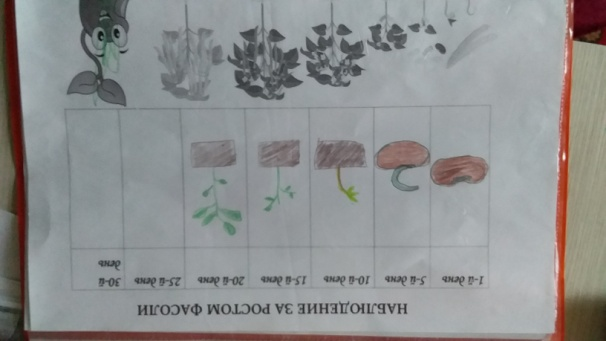 НАБЛЮДЕНИЕ ЗА РОСТОМ ФАСОЛИ
1-й день
5-й день
10-й день
15-й день
20-й день
25-й день
30-й
день